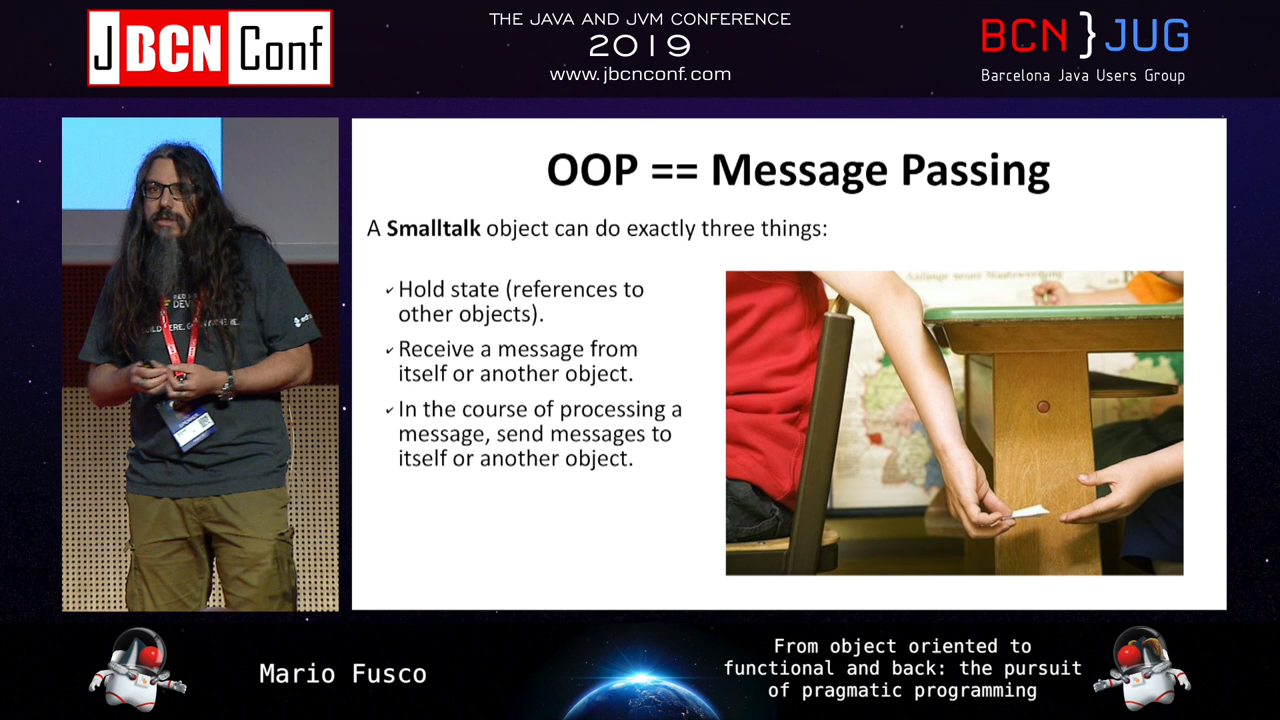 J BCN Conf
THE JAVA AND JVM CONFERENCE
2019
www.jbcnconf.com
BCN } JUG
Barcelona Java Users Group
OOP == Message Passing
A Smalltalk object can do exactly three things:
✓ Hold state (references to
other objects).
✓ Receive a message from
itself or another object.
✓ In the course of processing a
message, send messages to
itself or another object.
Mario Fusco
From object oriented to
functional and back: the pursuit
of pragmatic programming